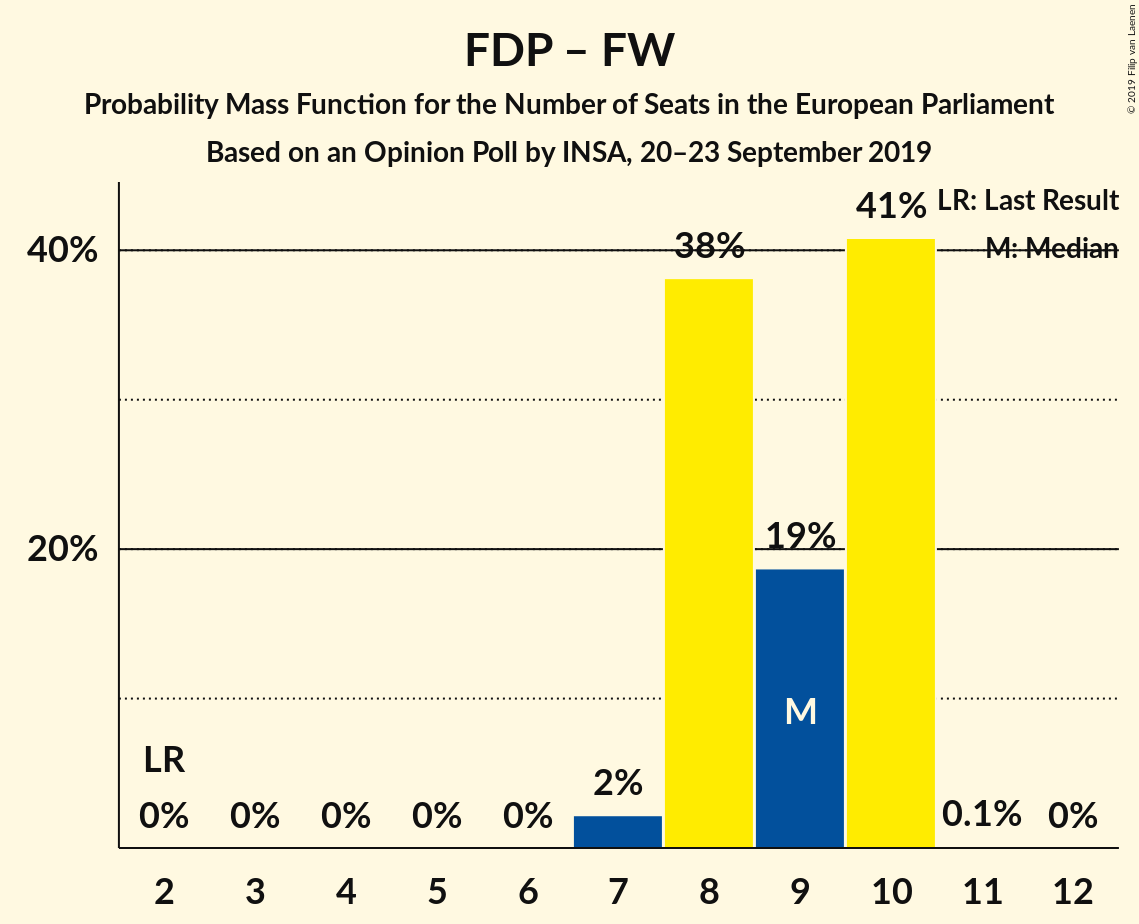 FDP – FW
Probability Mass Function for the Number of Seats in the European Parliament
Based on an Opinion Poll by INSA, 20–23 September 2019
© 2019 Filip van Laenen
LR: Last Result
M: Median
40%
20%
LR
0%
0%
0%
0%
0%
2%
38%
19%
M
41%
0.1%
0%
2 3 4 5 6 7 8 9 10 11 12